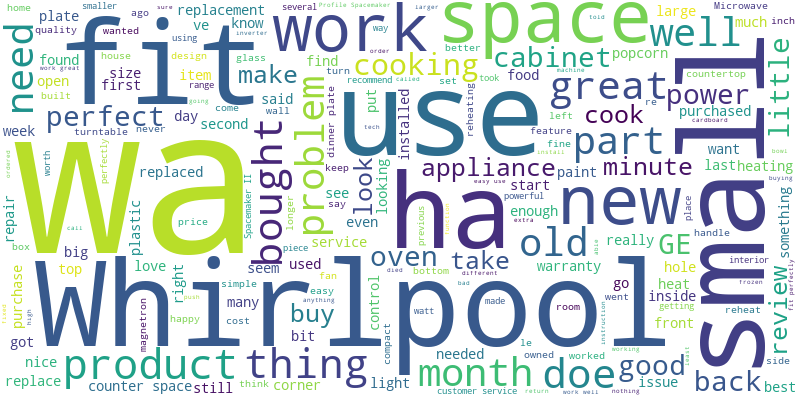 wa
whirlpool
use
small
ha
fit
space
work
new
thing
product
doe
month
bought
problem
old
part
great
need
little
well
cabinet
cooking
oven
take
buy
good
back
review
GE
appliance
minute
power
cook
perfect
make
look
plate
quality
ve
ago
replacement
know
several
Profile Spacemaker
way
order
larger
told
better
large
much
Microwave
inch
home
smaller
sure
inverter
wanted
using
work great
found
house
design
glass
find
turn
recommend
called
set
took
popcorn
machine
countertop
open
size
item
range
built
first
going
come
said
wall
tech
put
food
reheating
left
re
purchased
cardboard
bowl
week
turntable
never
day
second
dinner plate
installed
feature
fine
install
want
buying
ordered
worth
perfectly
replaced
keep
easy use
powerful
extra
last
heating
something
repair
plastic
see
say
looking
even
previous
start
enough
paint
really
place
handle
box
call
price
Spacemaker II
longer
piece
service
warranty
hole
interior
fit perfectly
big
top
love
right
seem
used
heat
inside
frozen
purchase
simple
fan
control
bottom
died
different
able
go
getting
front
reheat
many
easy
anything
compact
bad
went
got
high
magnetron
happy
push
cost
bit
watt
made
room
instruction
needed
le
owned
worked
working
issue
least
side
nice
replace
counter space
still
think
corner
light
customer service
return
work well
nothing
best
fixed